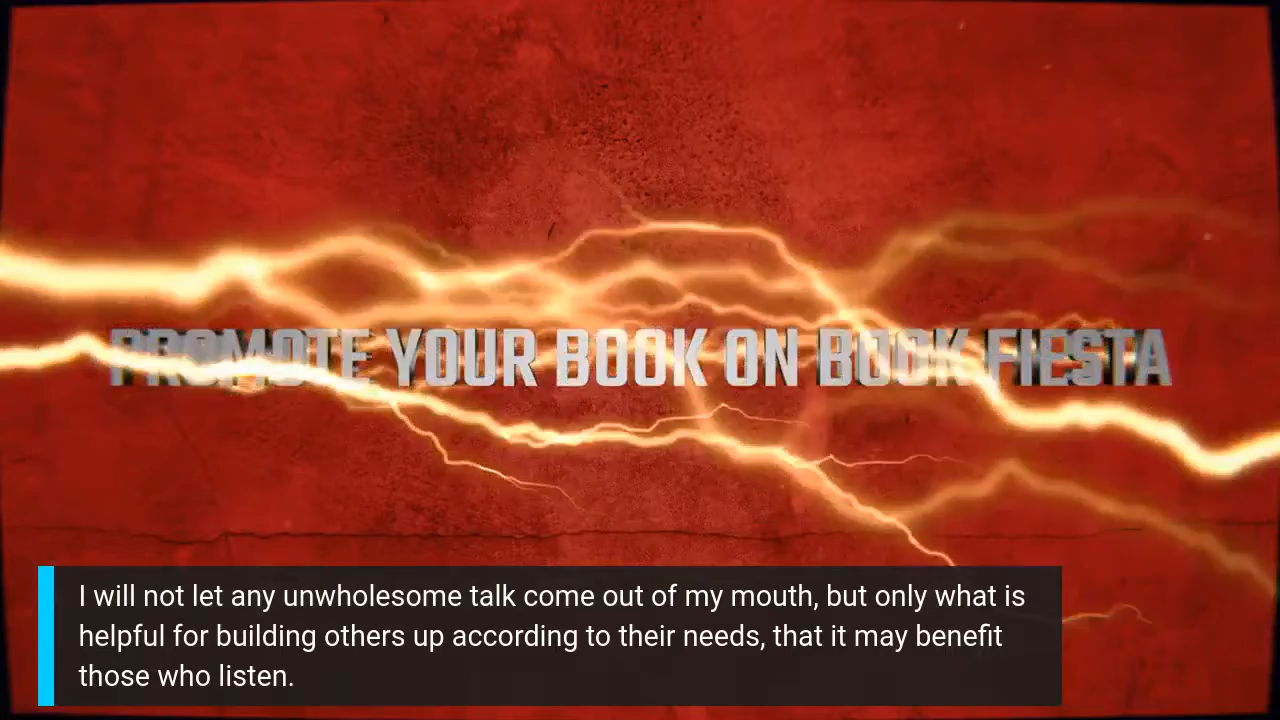 PROMOTE YOUR BOOK ON BOOK FIESTA
I will not let any unwholesome talk come out of my mouth, but only what is
helpful for building others up according to their needs, that it may benefit
those who listen.